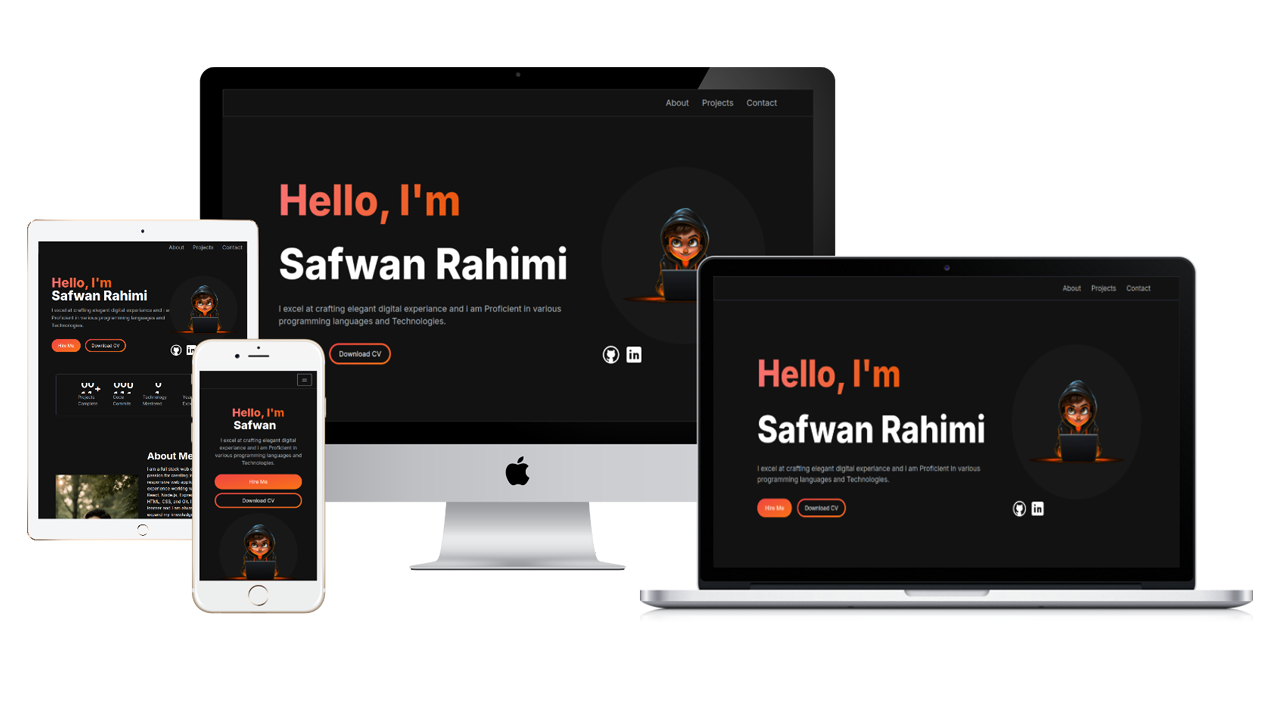 About Projects Contact
Hello, I'm
Safwan Rahimi
I excel at crafting elegant digital experiance and i am Proficient in various
programming languages and Technologies.
Download CV
About Projects Contact
Hello, I'm
Safwan Rahimi
I excel at crafting elegant digital experiance and i am Proficient in various
programming languages and Technologies.
Hire Me Download CV
About Projects Contact
Hello, I'm
Safwan Rahimi
I excel at crafting elegant digital experiance and i am
Proficient in various programming languages and
Technologies.
Hire Me Download CV
Projects Code Technology
Complete Commits Mastered
About Me
Hello, I'm
Safwan
I excel at crafting elegant digital
experiance and i am Proficient in
various programming languages and
Technologies.
Hire Me
Download CV